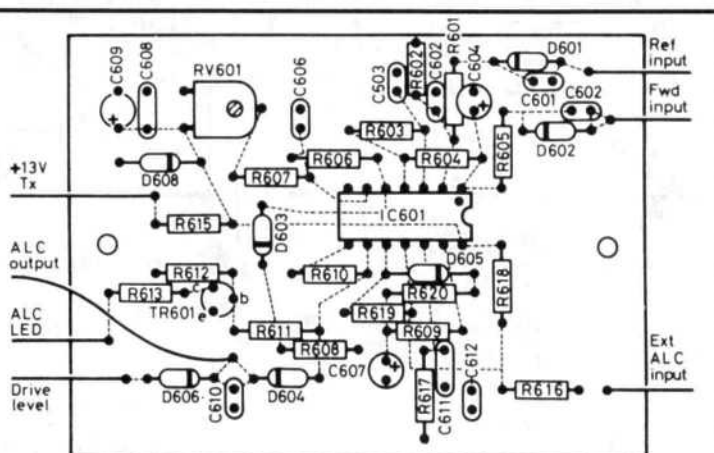 C609
C608
RV601
C606
C603
R602
C602
R601
C604
D601
C601
C602
Ref
input
Fwd
input
D602
R603
R604
R605
R606
R607
D608
+13V
Tx
R615
D603
IC601
ALC
output
R612
R613
c
b
e
TR601
R610
D605
R620
R618
R619
ALC
LED
R611
R609
R608
C607
C612
Ext
ALC
input
Drive
level
D606
C610
D604
R617
C611
R616